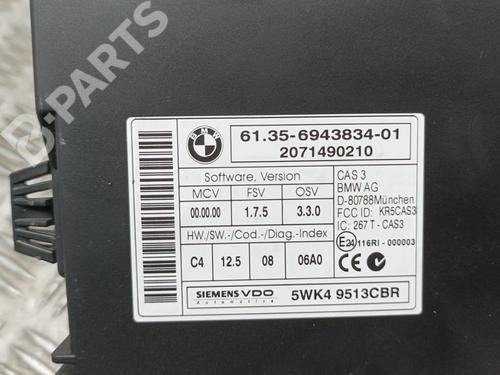 B-PARTS
BMW
61.35-6943834-01
2071490210
Software, Version
MCV FSV OSV
00.00.00 1.7.5 3.3.0
HW./SW.-/Cod.-/Diag.-Index
C4 12.5 08 06A0
CAS 3
BMW AG
D-80788München
FCC ID: KR5CAS3
IC: 267 T - CAS3
E24 116RI - 000003
SIEMENS VDO
Automotive
5WK4 9513CBR